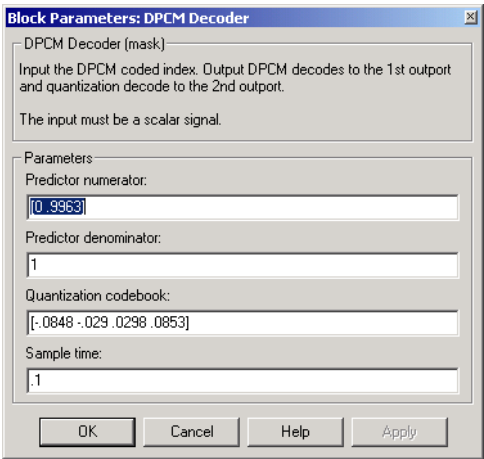 Block Parameters: DPCM Decoder
DPCM Decoder (mask)
Input the DPCM coded index. Output DPCM decodes to the 1st outport
and quantization decode to the 2nd outport.
The input must be a scalar signal.
Parameters
Predictor numerator:
[0 .9963]
Predictor denominator:
1
Quantization codebook:
[-.0848 -.029 .0298 .0853]
Sample time:
.1
OK Cancel Help Apply